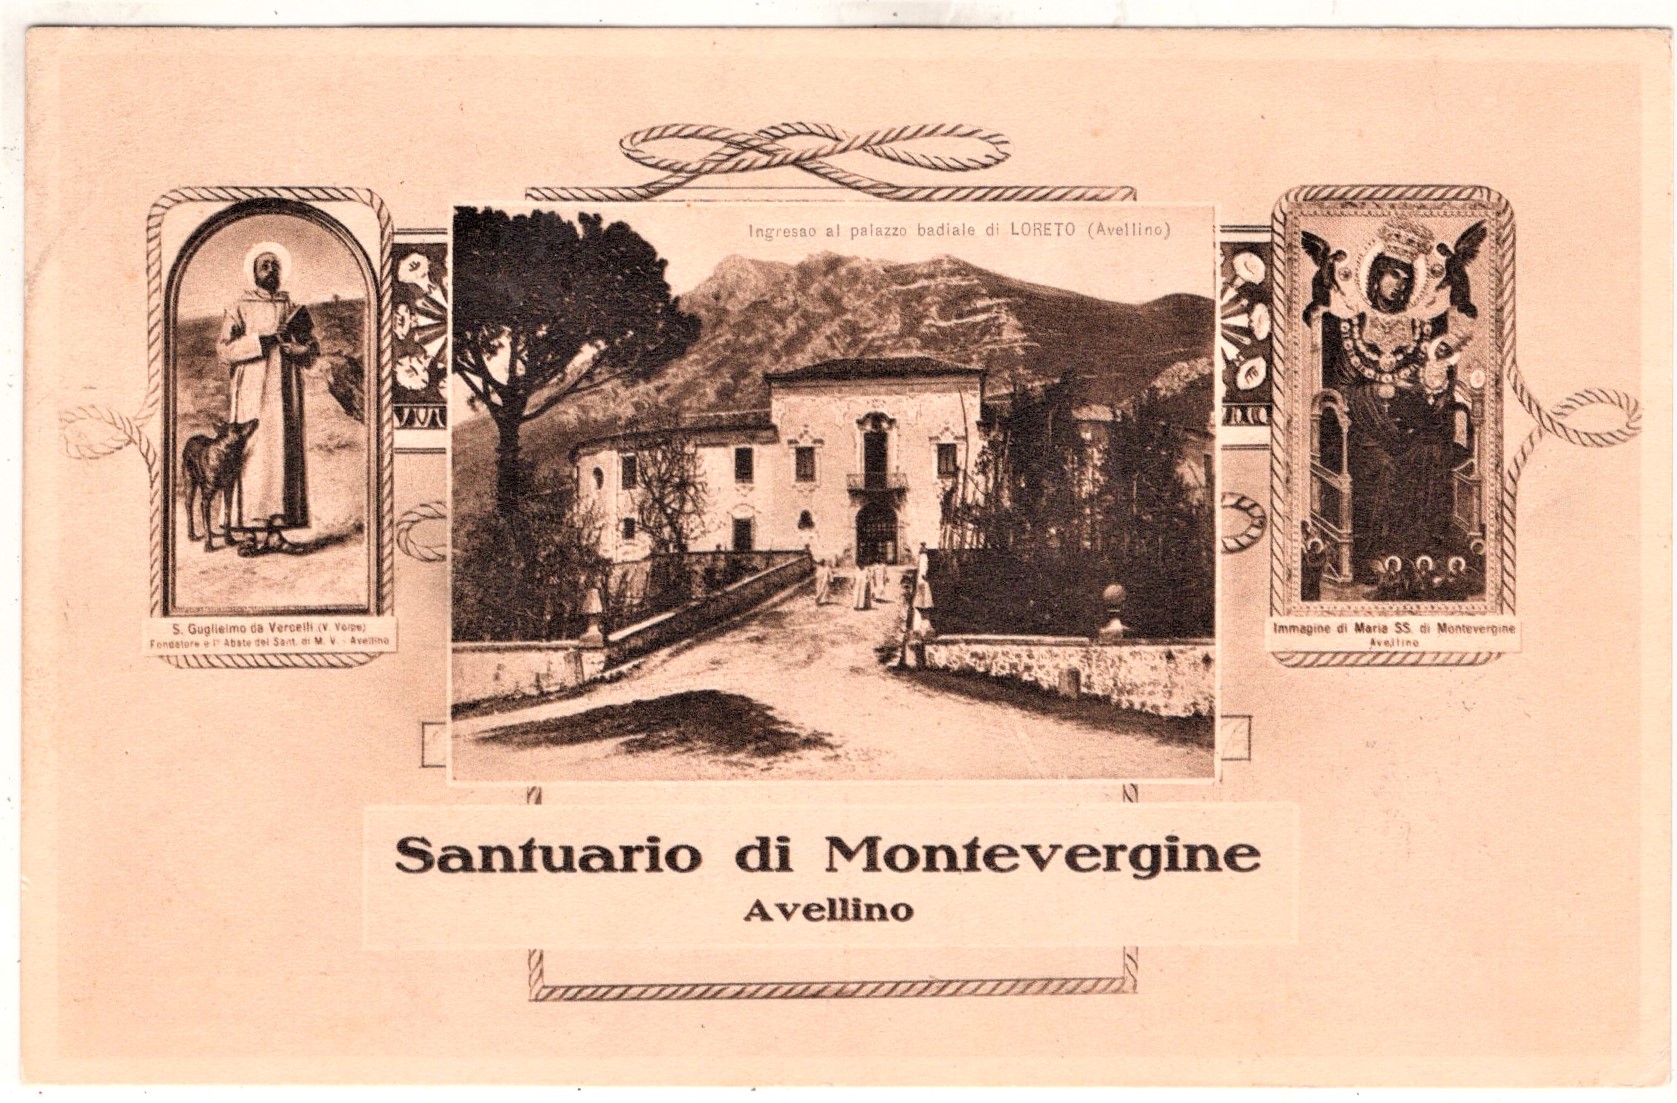 Ingresso al palazzo badiale di LORETO (Avellino)
S. Guglielmo da Vercelli (V. Volpe)
Fondatore e I° Abate del Sant. di M. V. - Avellino
Immagine di Maria SS. di Montevergine
Avellino
Santuario di Montevergine
Avellino